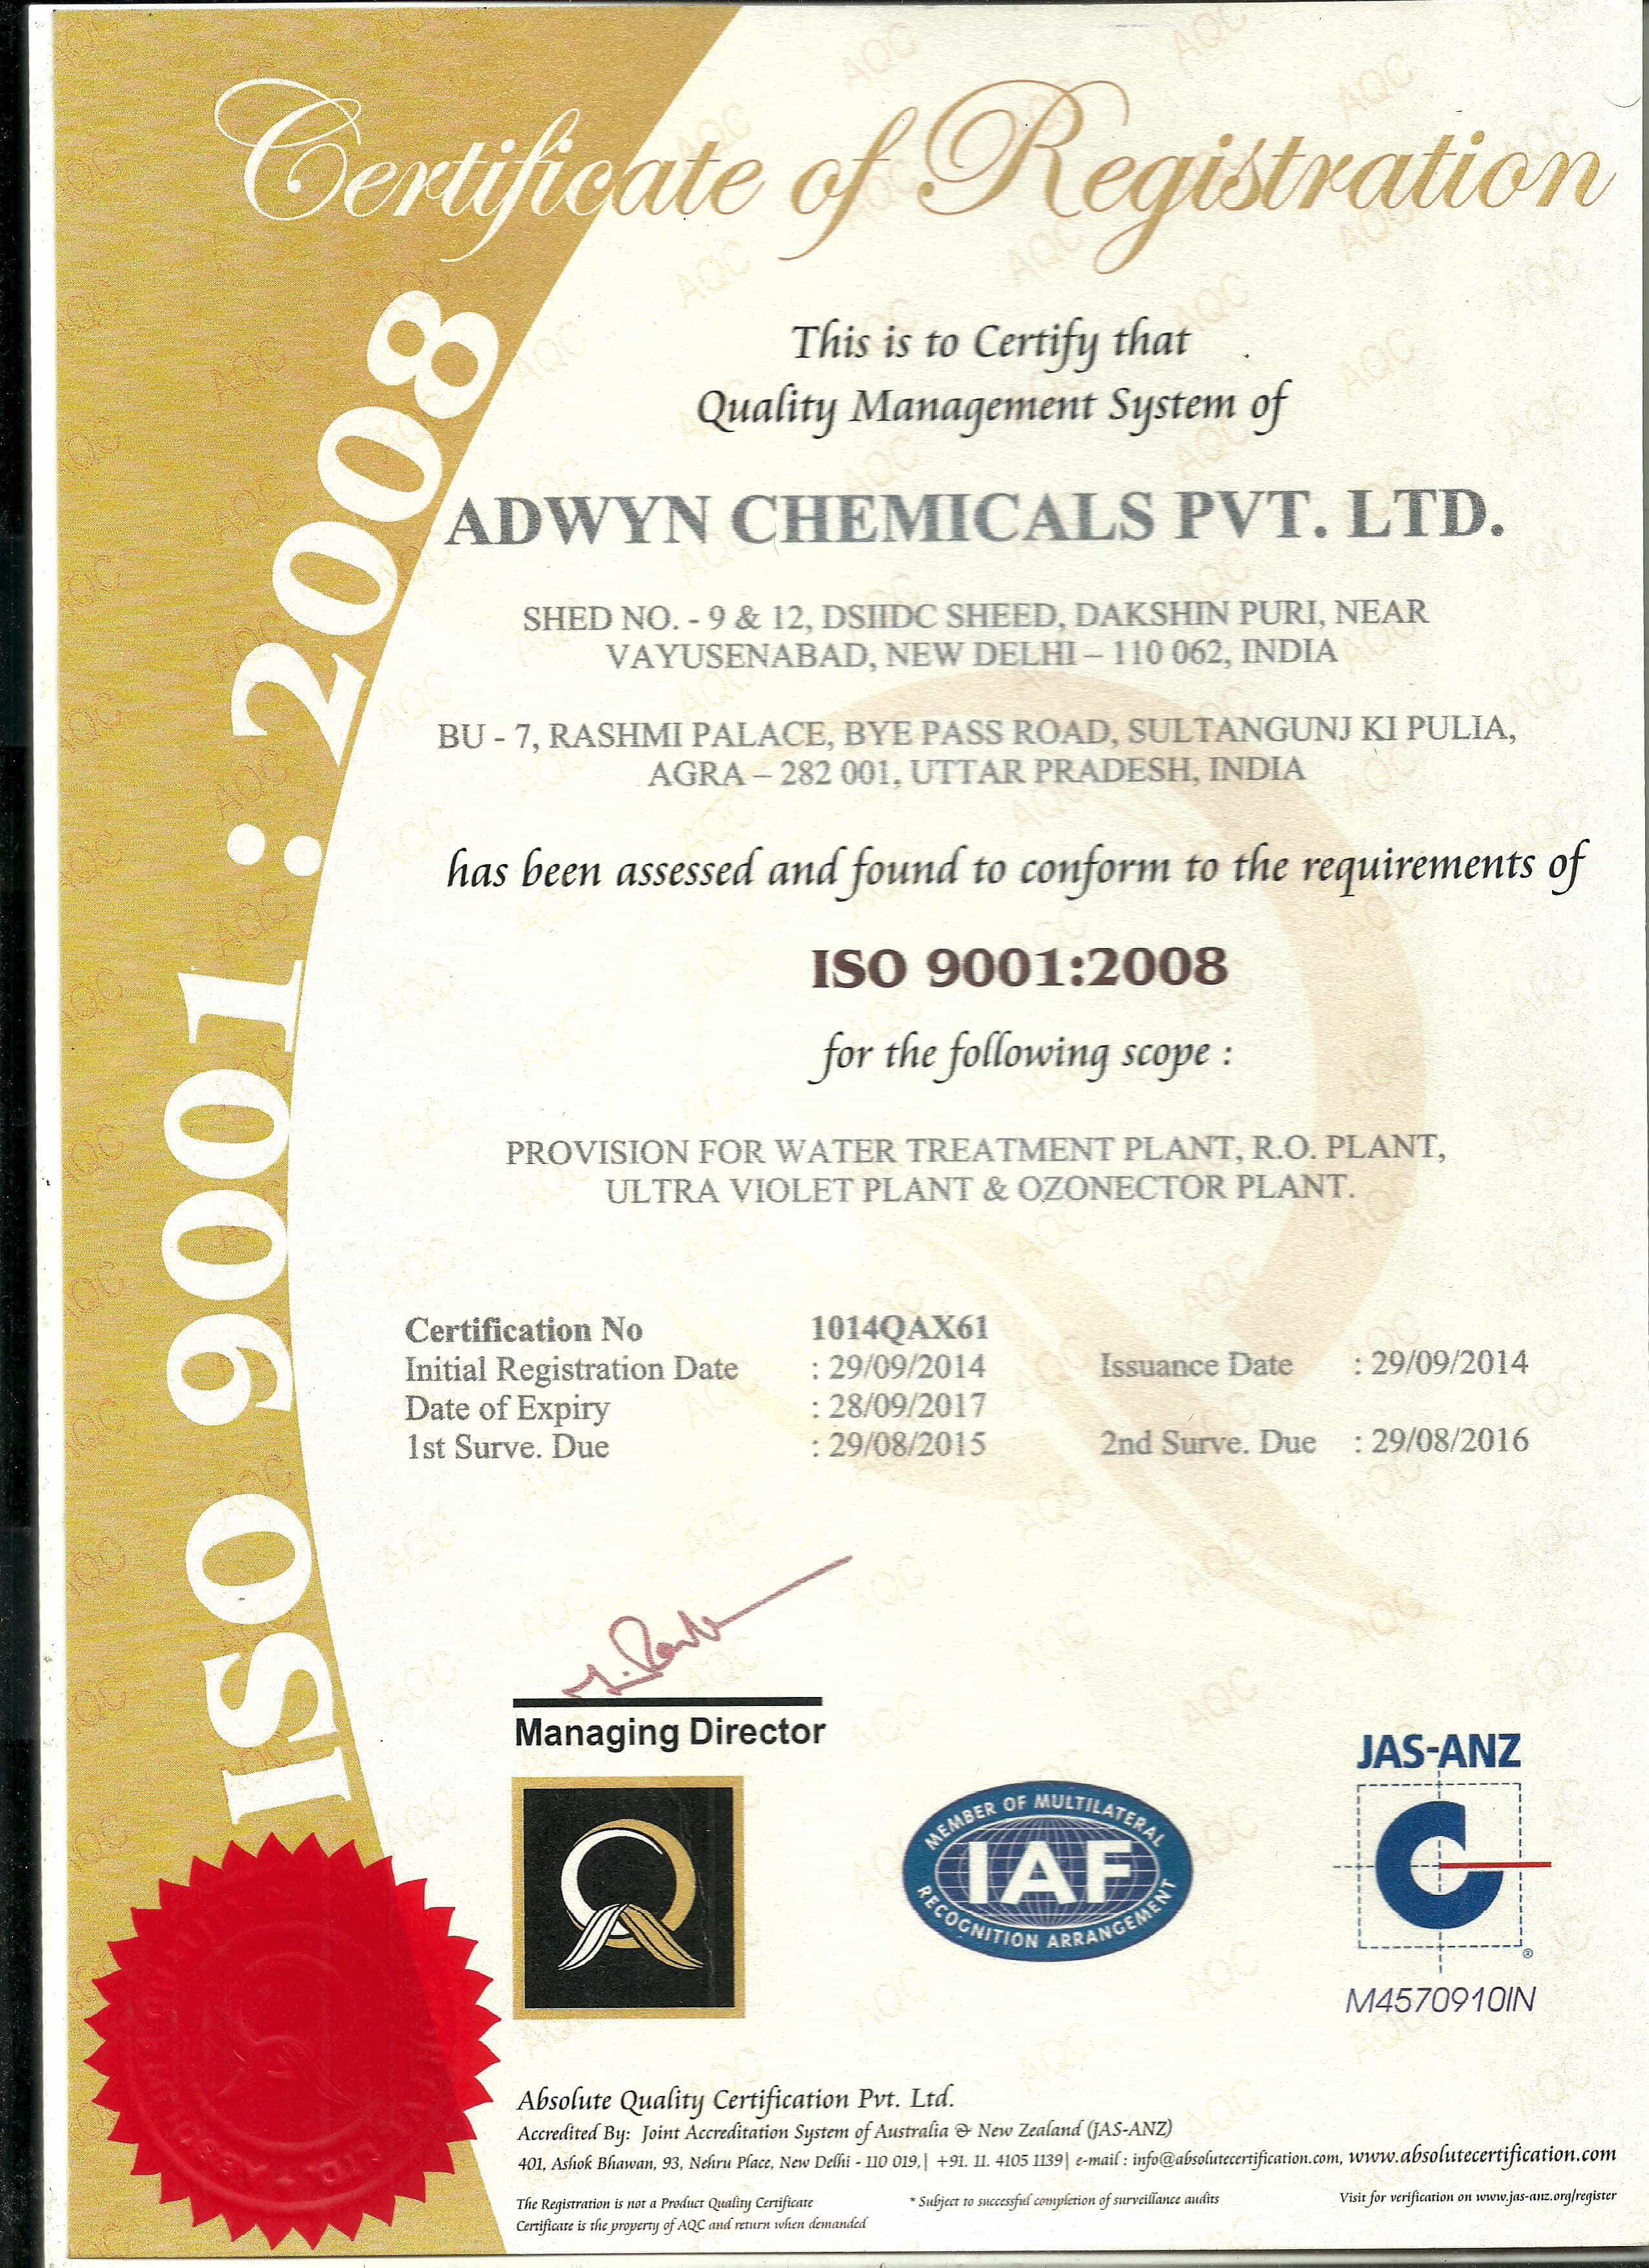 Certificate of Registration
ISO 9001 : 2008
This is to Certify that
Quality Management System of
ADWYN CHEMICALS PVT. LTD.
SHED NO. - 9 & 12, DSIIDC SHEED, DAKSHIN PURI, NEAR
VAYUSENABAD, NEW DELHI – 110 062, INDIA
BU - 7, RASHMI PALACE, BYE PASS ROAD, SULTANGUNJ KI PULIA,
AGRA – 282 001, UTTAR PRADESH, INDIA
has been assessed and found to conform to the requirements of
ISO 9001:2008
for the following scope :
PROVISION FOR WATER TREATMENT PLANT, R.O. PLANT,
ULTRA VIOLET PLANT & OZONECTOR PLANT.
Certification No 1014QAX61
Initial Registration Date : 29/09/2014 Issuance Date : 29/09/2014
Date of Expiry : 28/09/2017
1st Surve. Due : 29/08/2015 2nd Surve. Due : 29/08/2016
Managing Director
MEMBER OF MULTILATERAL
IAF
RECOGNITION ARRANGEMENT
JAS-ANZ
®
M4570910IN
Absolute Quality Certification Pvt. Ltd.
Accredited By: Joint Accreditation System of Australia & New Zealand (JAS-ANZ)
401, Ashok Bhawan, 93, Nehru Place, New Delhi - 110 019,| +91. 11. 4105 1139| e-mail : info@absolutecertification.com, www.absolutecertification.com
The Registration is not a Product Quality Certificate * Subject to successful completion of surveillance audits Visit for verification on www.jas-anz.org/register
Certificate is the property of AQC and return when demanded